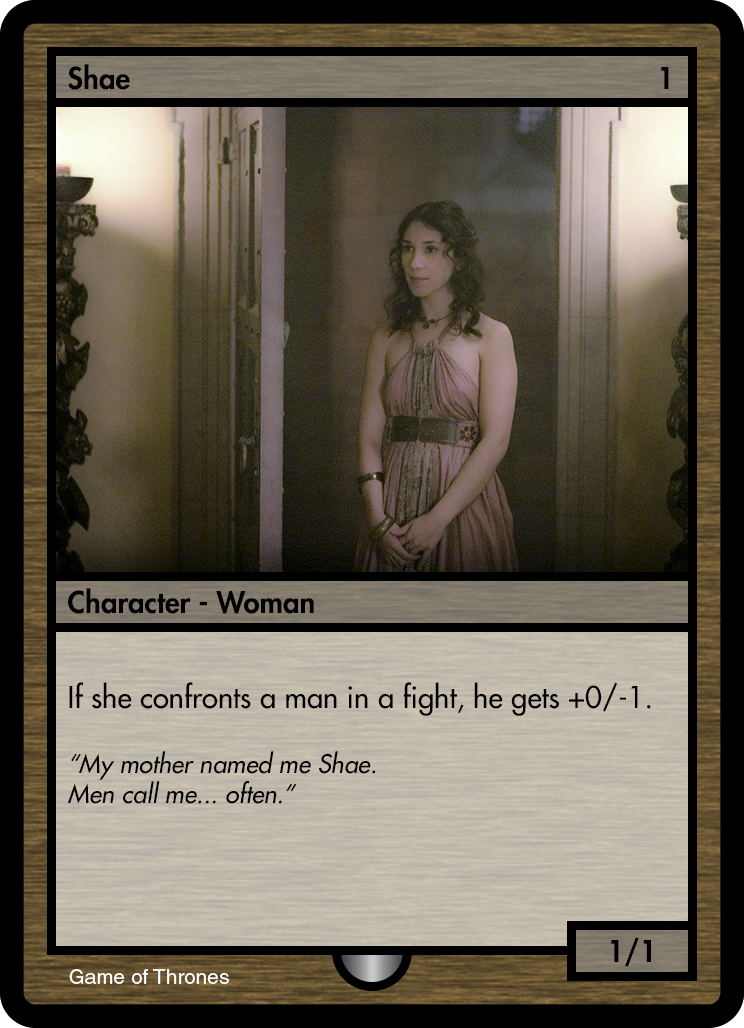 Shae 1
Character - Woman
If she confronts a man in a fight, he gets +0/-1.
“My mother named me Shae.
Men call me... often.”
1/1
Game of Thrones